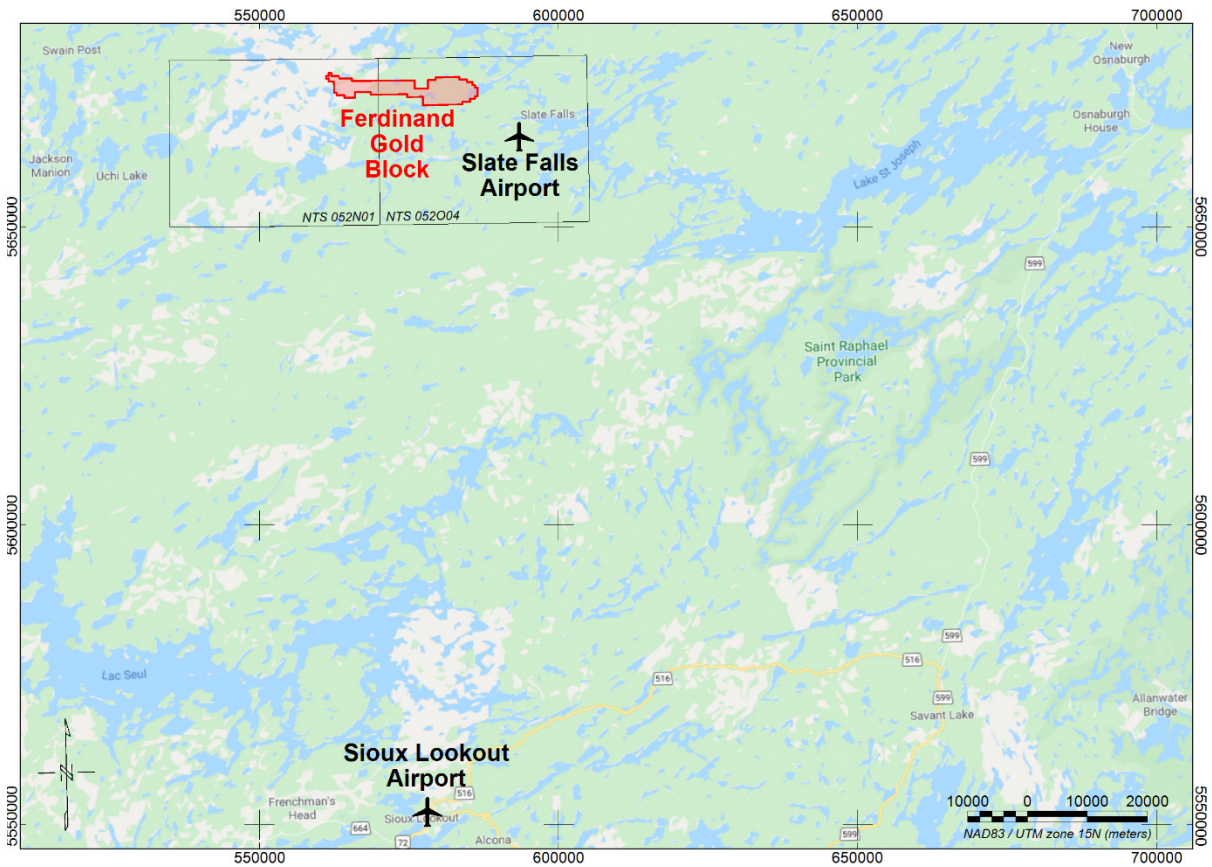 550000
600000
650000
700000
Swain Post
New
Osnaburgh
Ferdinand
Gold
Block
Slate Falls
Osnaburgh
House
Slate Falls
Airport
Jackson
Manion
Uchi Lake
Lake St Joseph
NTS 052N01
NTS 052O04
5650000
5650000
599
Saint Raphael
Provincial
Park
599
5600000
5600000
599
516
516
Lac Seul
599
Allanwater
Bridge
Savant Lake
Sioux Lookout
Airport
516
Frenchman's
Head
Sioux Lookout
664
72
Alcona
599
10000
0
10000
20000
NAD83 / UTM zone 15N (meters)
5550000
5550000
550000
600000
650000
700000